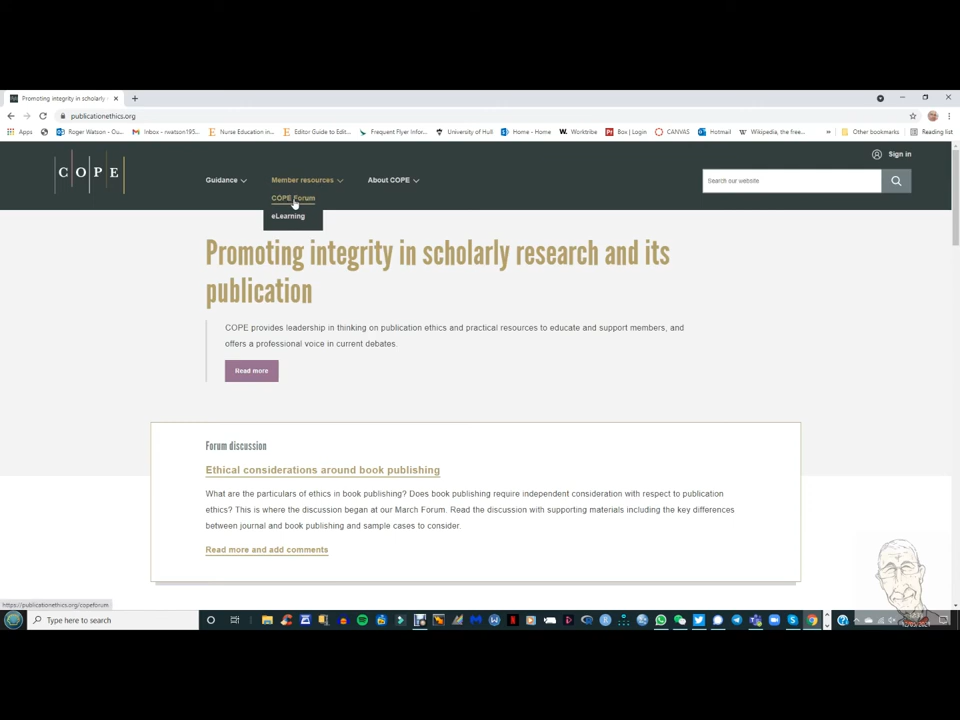 Promoting integrity in scholarly
publicationethics.org
Apps
Roger Watson - Ou...
Inbox - rwatson195...
Nurse Education in...
Editor Guide to Edit...
Frequent Flyer Infor...
University of Hull
Home - Home
Worktribe
Box | Login
CANVAS
Hotmail
Wikipedia, the free...
»
Other bookmarks
Reading list
Sign in
COPE
Guidance
Member resources
About COPE
Search our website
COPE Forum
eLearning
Promoting integrity in scholarly research and its
publication
COPE provides leadership in thinking on publication ethics and practical resources to educate and support members, and
offers a professional voice in current debates.
Read more
Forum discussion
Ethical considerations around book publishing
What are the particulars of ethics in book publishing? Does book publishing require independent consideration with respect to publication
ethics? This is where the discussion began at our March Forum. Read the discussion with supporting materials including the key differences
between journal and book publishing and sample cases to consider.
Read more and add comments
https://publicationethics.org/copeforum
Type here to search